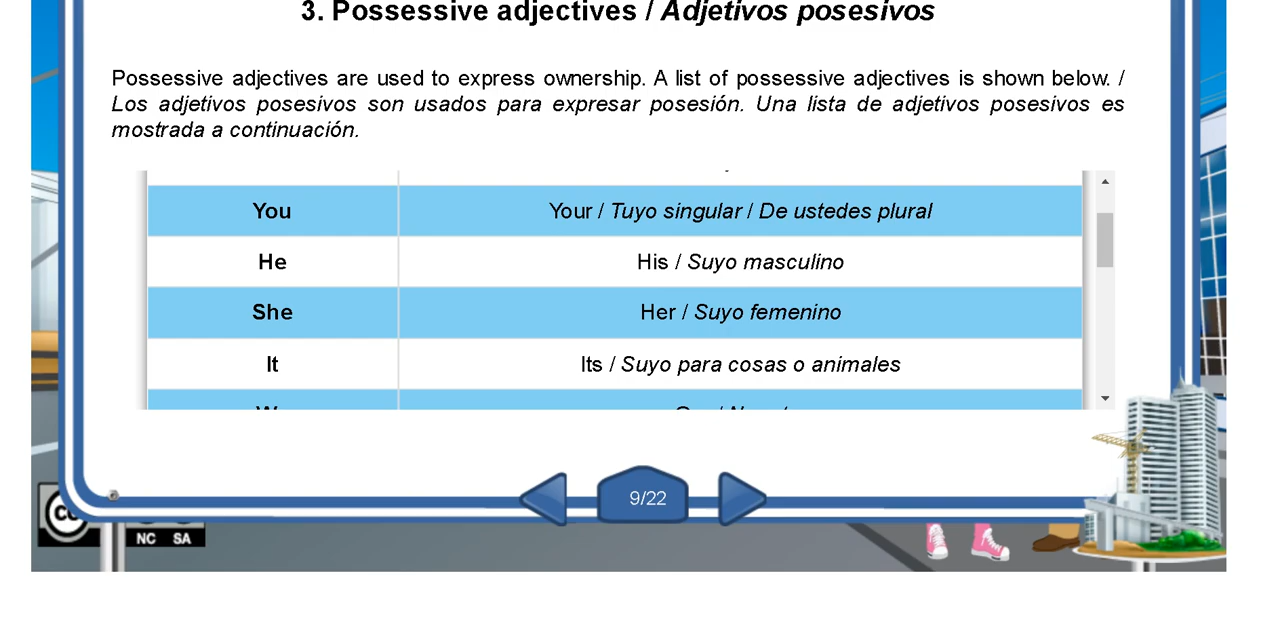 3. Possessive adjectives / Adjetivos posesivos
Possessive adjectives are used to express ownership. A list of possessive adjectives is shown below. /
Los adjetivos posesivos son usados para expresar posesión. Una lista de adjetivos posesivos es
mostrada a continuación.
You Your / Tuyo singular / De ustedes plural
He His / Suyo masculino
She Her / Suyo femenino
It Its / Suyo para cosas o animales
9/22
NC SA